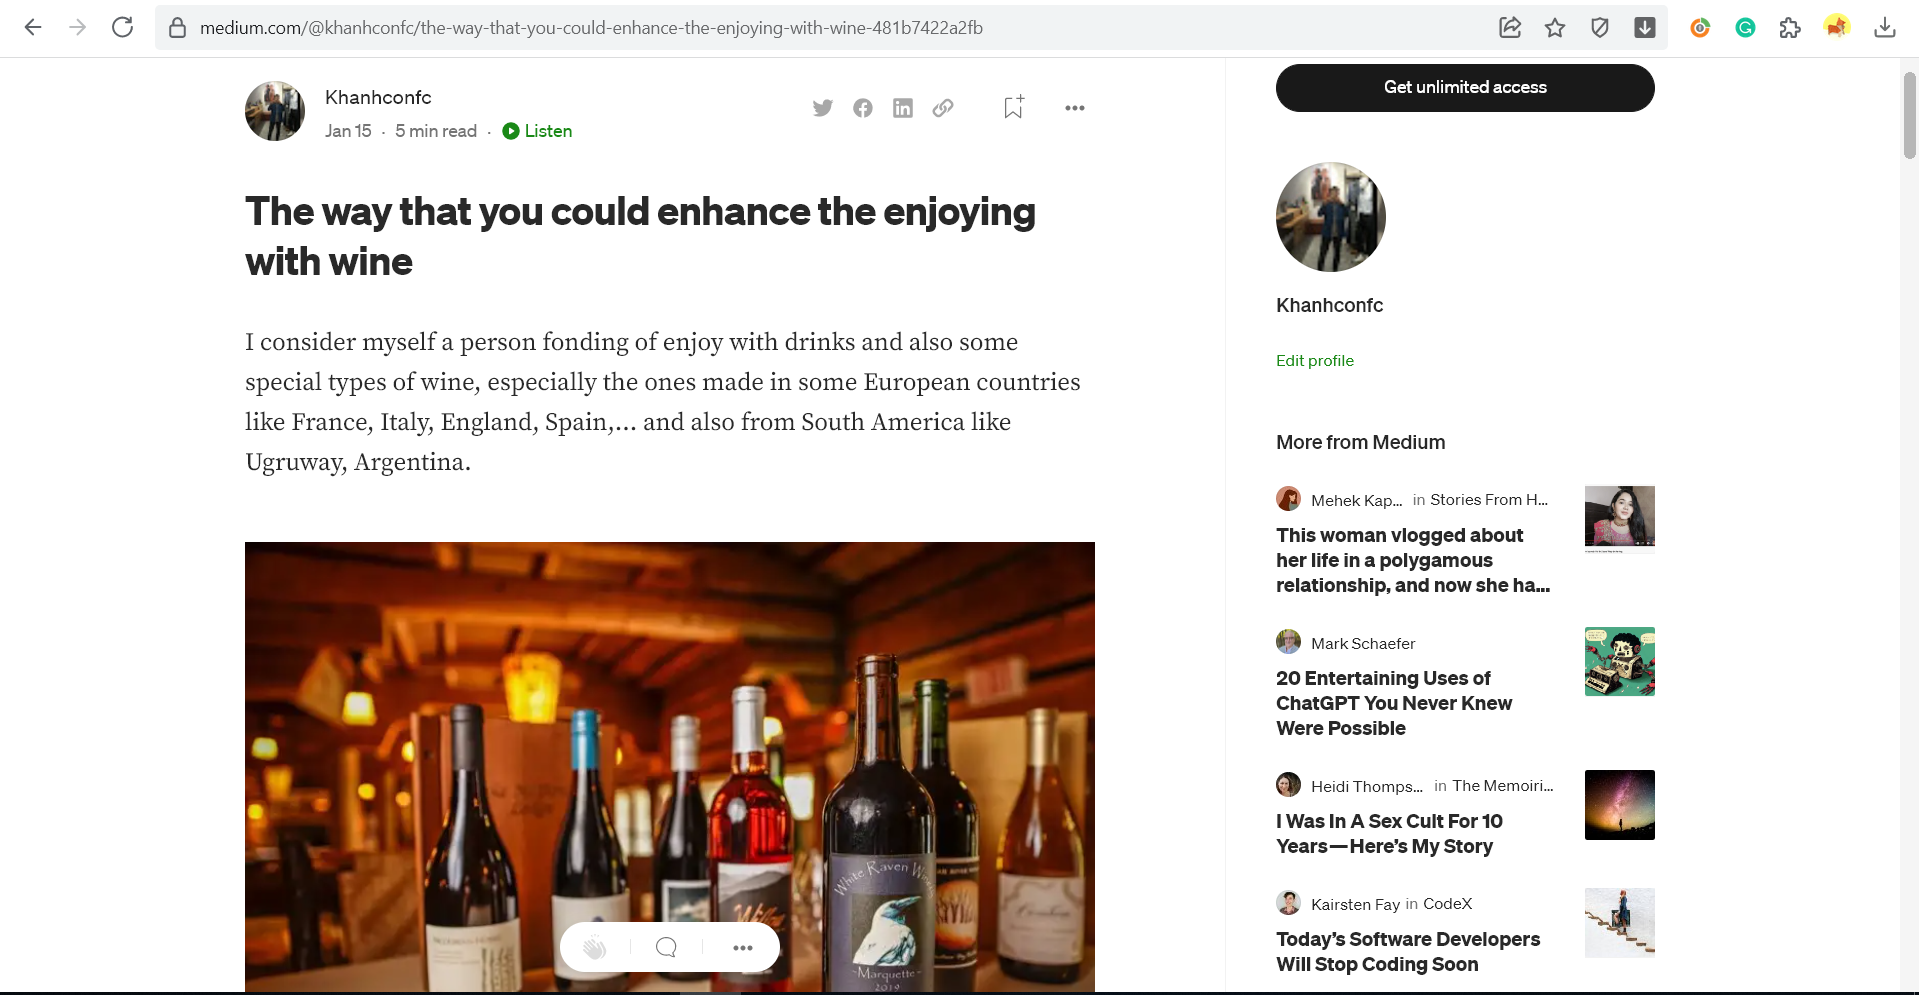 medium.com/@khanhconfc/the-way-that-you-could-enhance-the-enjoying-with-wine-481b7422a2fb
Khanhconfc
Jan 15 · 5 min read · Listen
The way that you could enhance the enjoying
with wine
I consider myself a person fonding of enjoy with drinks and also some
special types of wine, especially the ones made in some European countries
like France, Italy, England, Spain,... and also from South America like
Ugruway, Argentina.
White Raven
Marquette
2019
Get unlimited access
Khanhconfc
Edit profile
More from Medium
Mehek Kap... in Stories From H...
This woman vlogged about
her life in a polygamous
relationship, and now she ha...
Mark Schaefer
20 Entertaining Uses of
ChatGPT You Never Knew
Were Possible
Heidi Thomps... in The Memoiri...
I Was In A Sex Cult For 10
Years—Here’s My Story
Kairsten Fay in CodeX
Today’s Software Developers
Will Stop Coding Soon